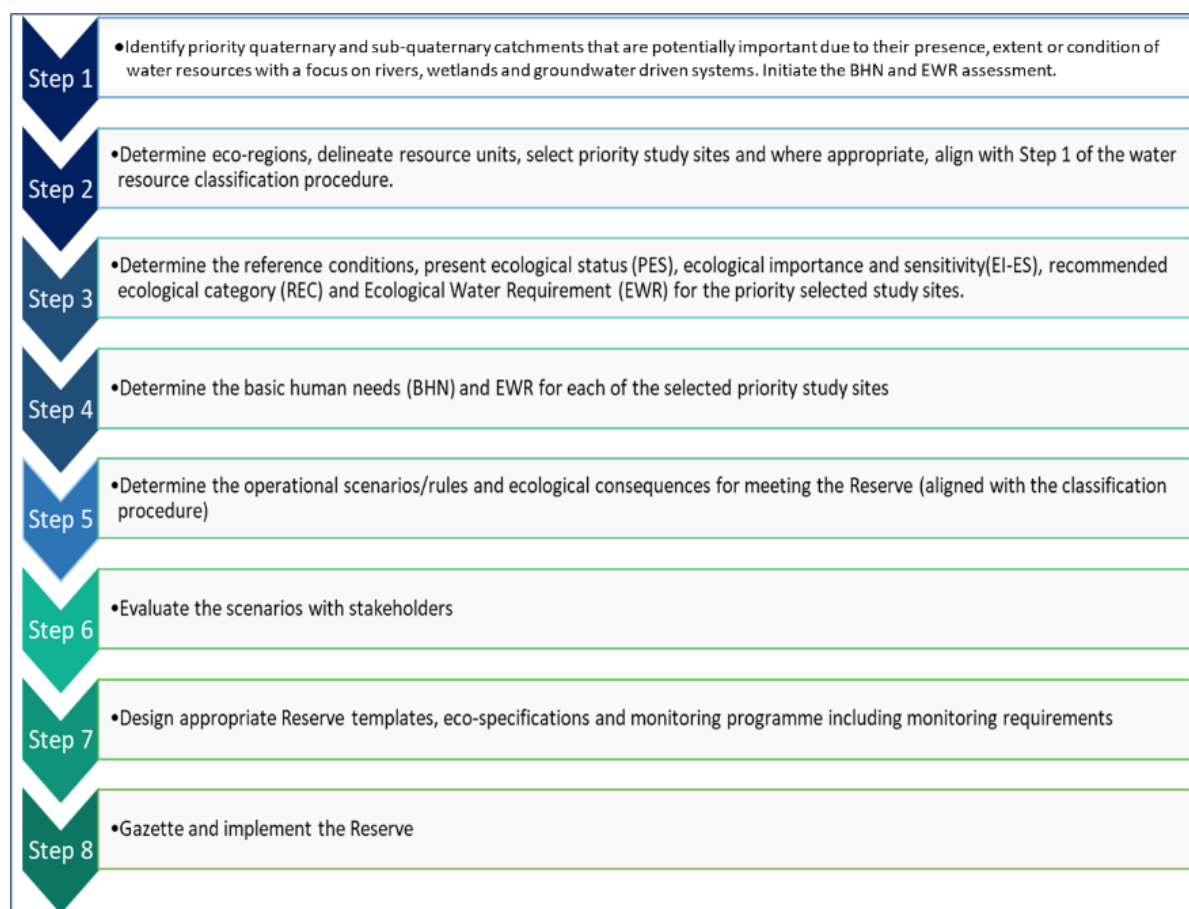 Step 1
•Identify priority quaternary and sub-quaternary catchments that are potentially important due to their presence, extent or condition of
water resources with a focus on rivers, wetlands and groundwater driven systems. Initiate the BHN and EWR assessment.
Step 2
•Determine eco-regions, delineate resource units, select priority study sites and where appropriate, align with Step 1 of the water
resource classification procedure.
Step 3
•Determine the reference conditions, present ecological status (PES), ecological importance and sensitivity(EI-ES), recommended
ecological category (REC) and Ecological Water Requirement (EWR) for the priority selected study sites.
Step 4
•Determine the basic human needs (BHN) and EWR for each of the selected priority study sites
Step 5
•Determine the operational scenarios/rules and ecological consequences for meeting the Reserve (aligned with the classification
procedure)
Step 6
•Evaluate the scenarios with stakeholders
Step 7
•Design appropriate Reserve templates, eco-specifications and monitoring programme including monitoring requirements
Step 8
•Gazette and implement the Reserve